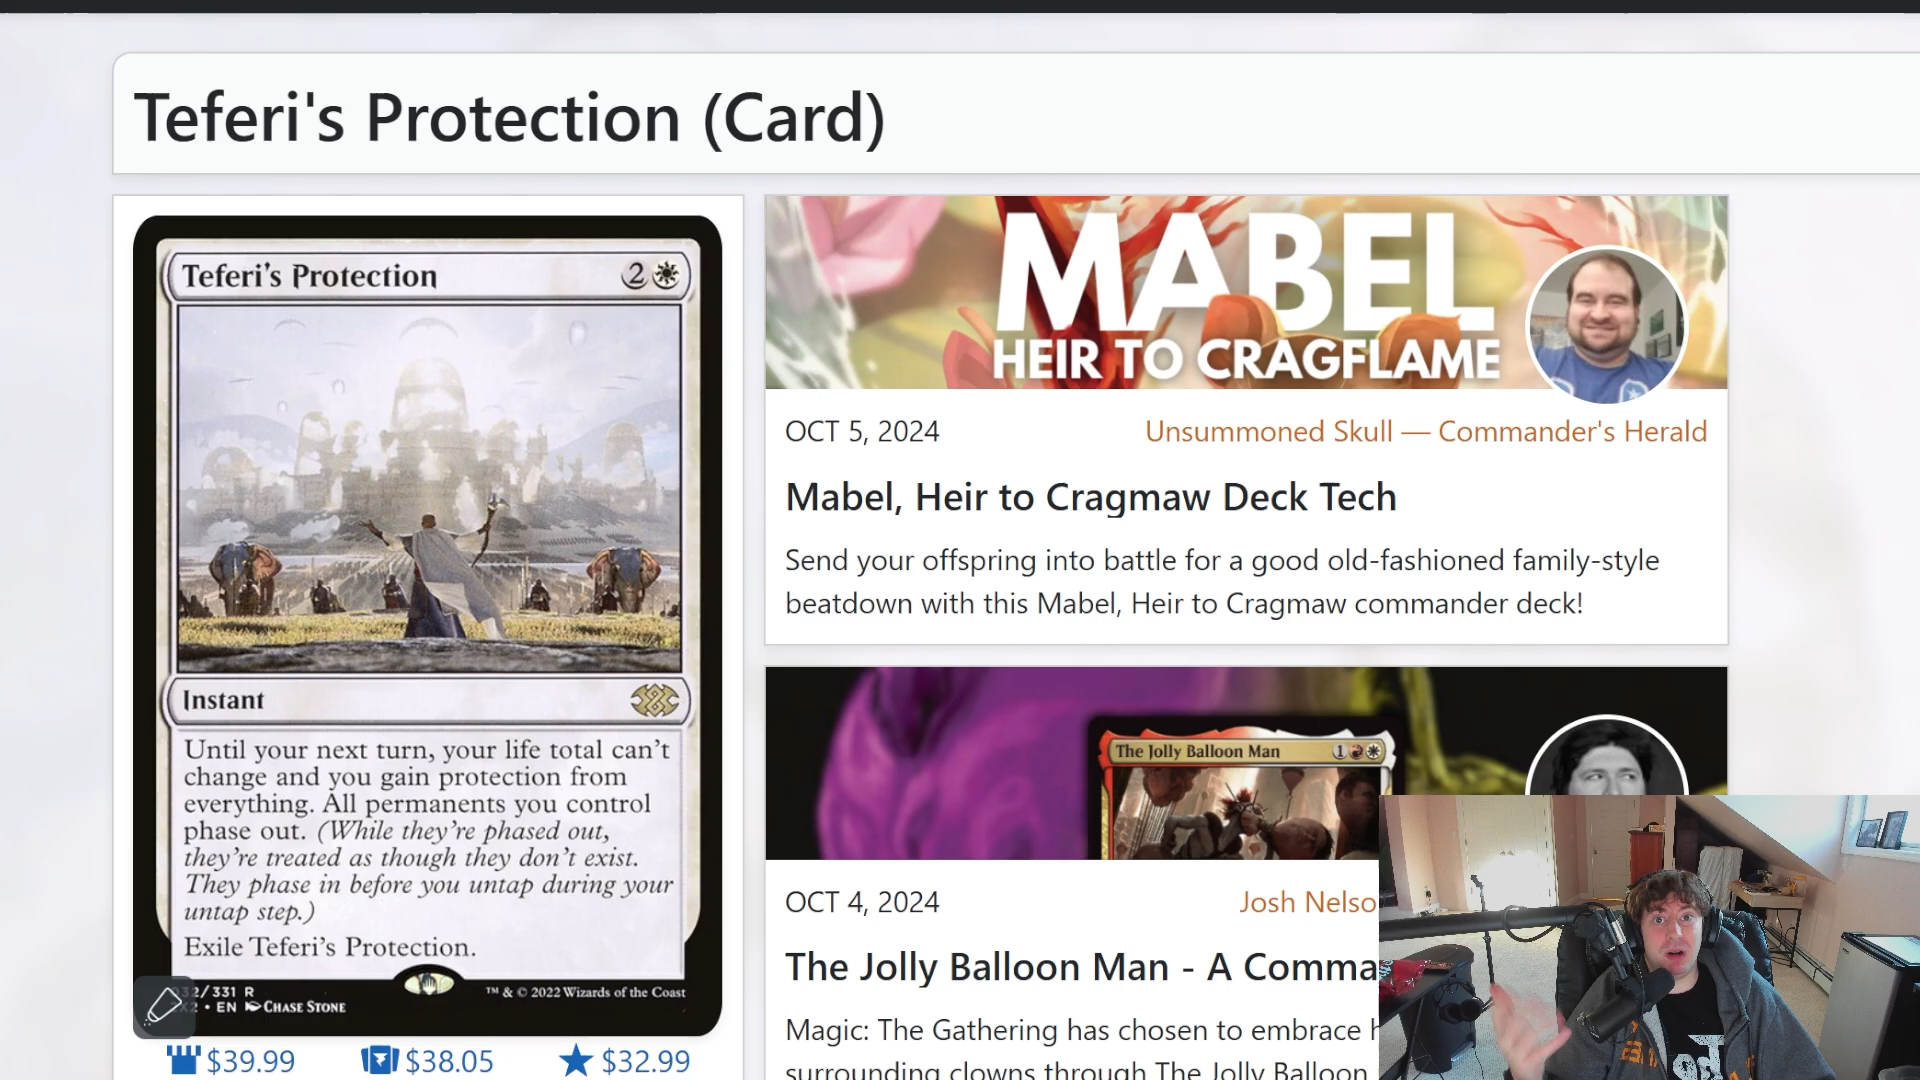 Teferi's Protection (Card)
Teferi's Protection 2
Instant
Until your next turn, your life total can't
change and you gain protection from
everything. All permanents you control
phase out. (While they're phased out,
they're treated as though they don't exist.
They phase in before you untap during your
untap step.)
Exile Teferi's Protection.
/331 R
• EN CHASE STONE
™ & © 2022 Wizards of the Coast
$39.99 $38.05 $32.99
MABEL
HEIR TO CRAGFLAME
OCT 5, 2024 Unsummoned Skull — Commander's Herald
Mabel, Heir to Cragmaw Deck Tech
Send your offspring into battle for a good old-fashioned family-style
beatdown with this Mabel, Heir to Cragmaw commander deck!
The Jolly Balloon Man 1
OCT 4, 2024 Josh Nelso
The Jolly Balloon Man - A Comma
Magic: The Gathering has chosen to embrace
surrounding clowns through The Jolly Balloon